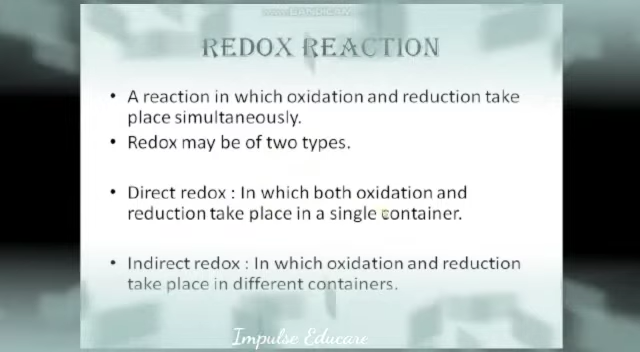 REDOX REACTION
• A reaction in which oxidation and reduction take
place simultaneously.
• Redox may be of two types.
• Direct redox : In which both oxidation and
reduction take place in a single container.
• Indirect redox : In which oxidation and reduction
take place in different containers.
Impulse Educare